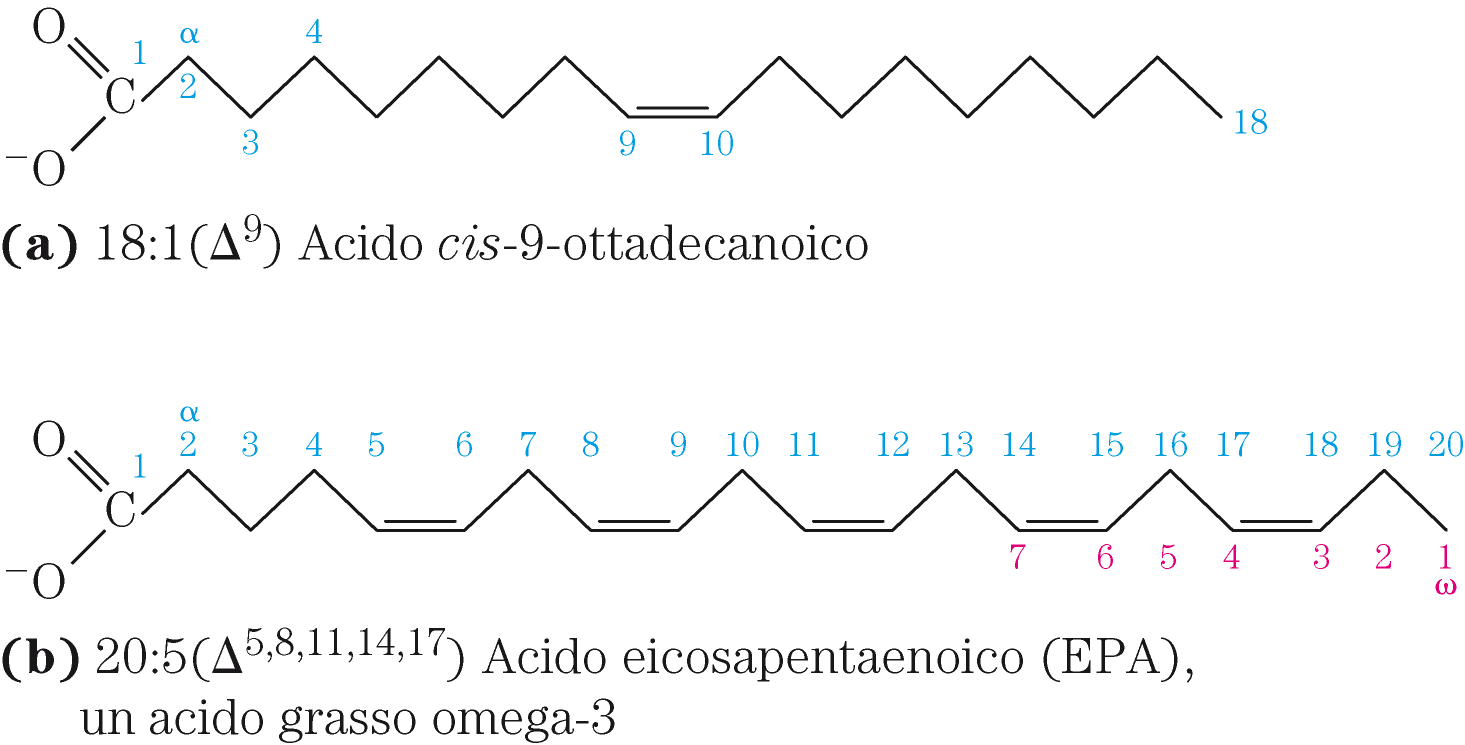 O
1 α 4
C 2
3 9 10 18
⁻O
(a) 18:1(Δ⁹) Acido cis-9-ottadecanoico
α
O 1 2 3 4 5 6 7 8 9 10 11 12 13 14 15 16 17 18 19 20
C
7 6 5 4 3 2 1
⁻O ω
(b) 20:5(Δ⁵,⁸,¹¹,¹⁴,¹⁷) Acido eicosapentaenoico (EPA),
un acido grasso omega-3